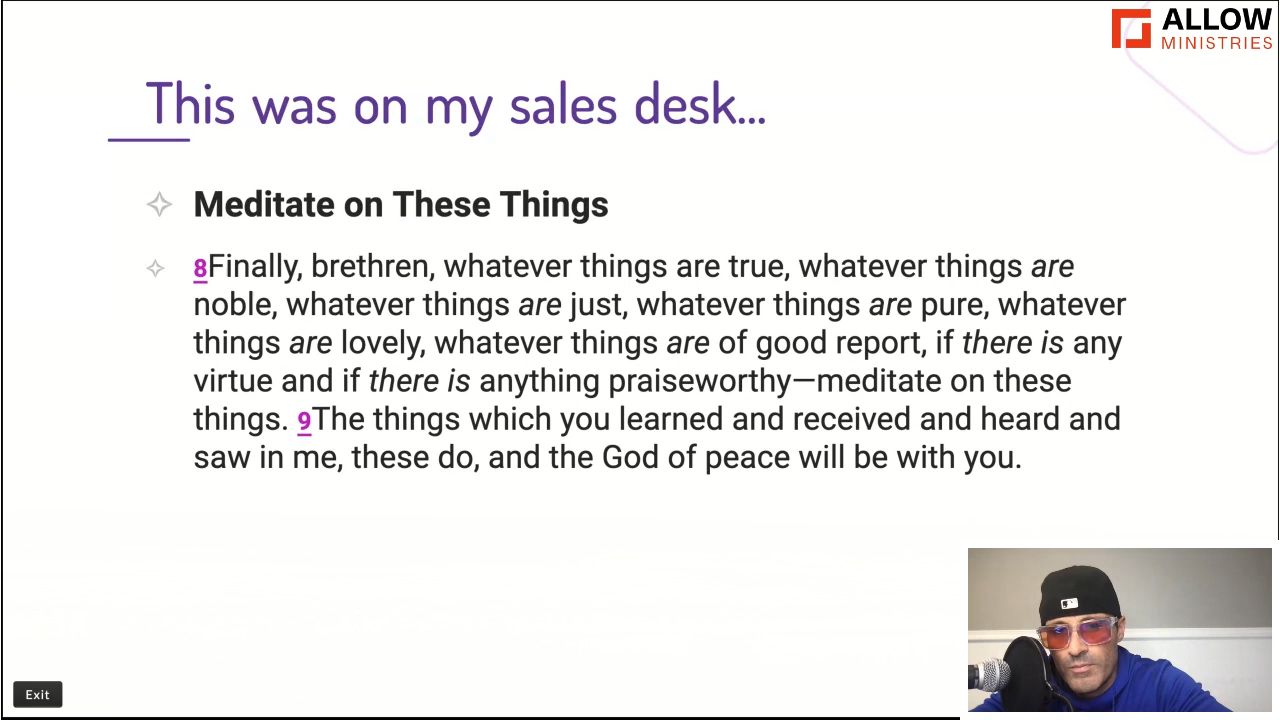 ALLOW
MINISTRIES
This was on my sales desk...
Meditate on These Things
8Finally, brethren, whatever things are true, whatever things are
noble, whatever things are just, whatever things are pure, whatever
things are lovely, whatever things are of good report, if there is any
virtue and if there is anything praiseworthy—meditate on these
things. 9The things which you learned and received and heard and
saw in me, these do, and the God of peace will be with you.
Exit